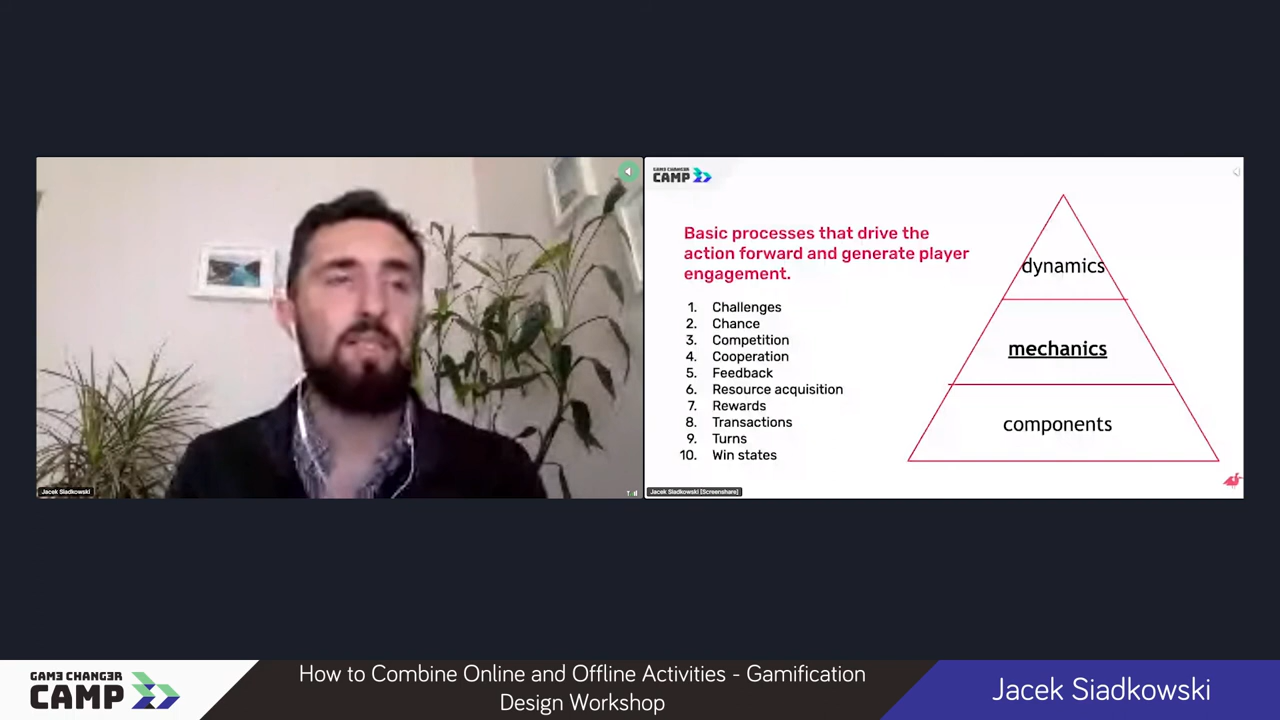 Jacek Siadkowski
GAM3 CHANG3R
CAMP
Basic processes that drive the
action forward and generate player
engagement.
1. Challenges
2. Chance
3. Competition
4. Cooperation
5. Feedback
6. Resource acquisition
7. Rewards
8. Transactions
9. Turns
10. Win states
dynamics
mechanics
components
Jacek Siadkowski [Screenshare]
GAM3 CHANG3R
CAMP
How to Combine Online and Offline Activities - Gamification
Design Workshop
Jacek Siadkowski